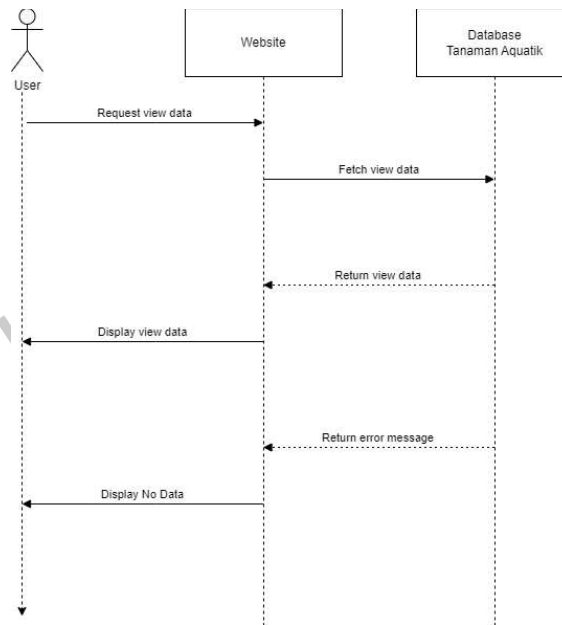 User
Website
Database
Tanaman Aquatik
Request view data
Fetch view data
Return view data
Display view data
Return error message
Display No Data